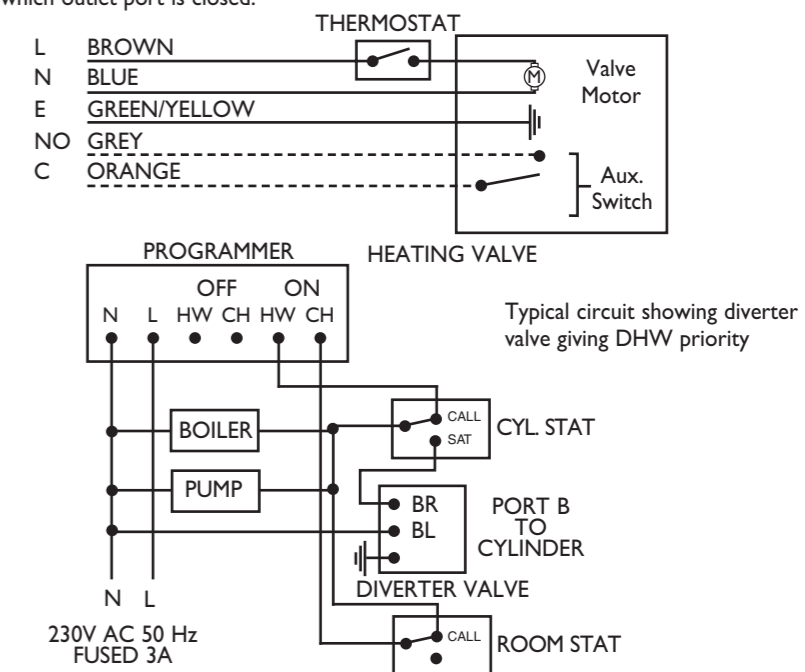 which outlet port is closed.
THERMOSTAT
L BROWN
N BLUE
E GREEN/YELLOW
NO GREY
C ORANGE
M
Valve
Motor
Aux.
Switch
HEATING VALVE
PROGRAMMER
OFF ON
N L HW CH HW CH
Typical circuit showing diverter
valve giving DHW priority
BOILER
PUMP
CALL
SAT
CYL. STAT
BR
BL
PORT B
TO
CYLINDER
DIVERTER VALVE
N L
230V AC 50 Hz
FUSED 3A
CALL
ROOM STAT